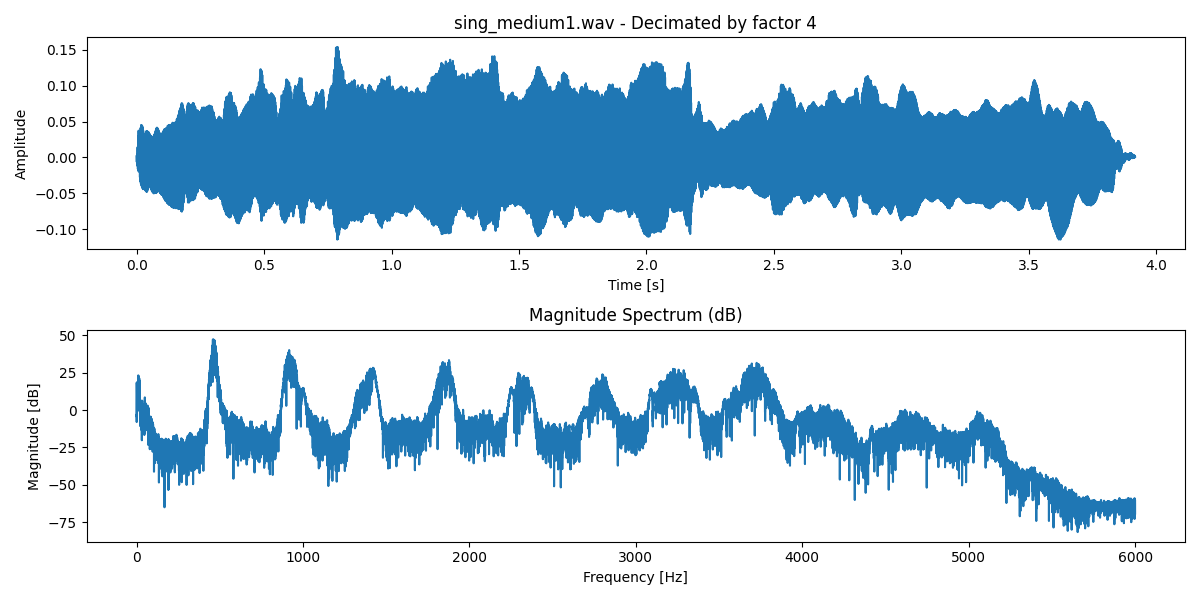 sing_medium1.wav - Decimated by factor 4
0.15
0.10
0.05
0.00
−0.05
−0.10
Amplitude
0.0 0.5 1.0 1.5 2.0 2.5 3.0 3.5 4.0
Time [s]
Magnitude Spectrum (dB)
50
25
0
−25
−50
−75
Magnitude [dB]
0 1000 2000 3000 4000 5000 6000
Frequency [Hz]